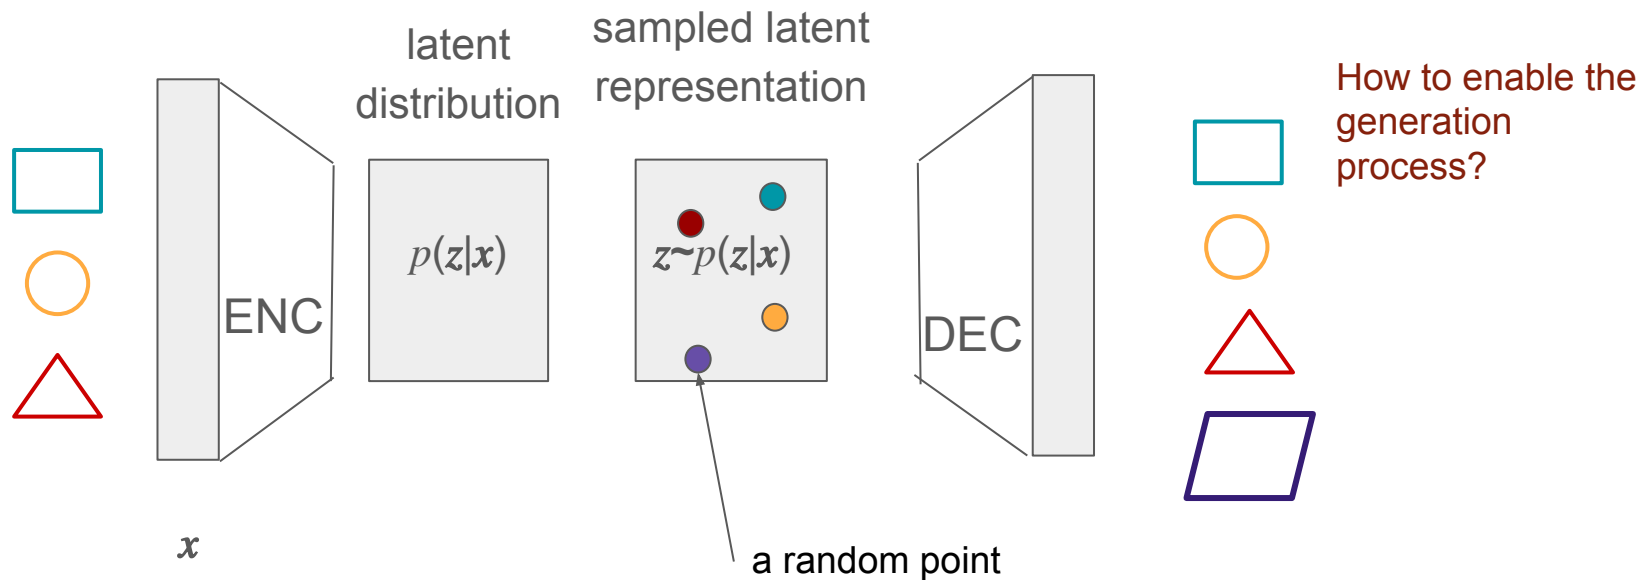 latent
distribution
sampled latent
representation
How to enable the
generation
process?
ENC
p(z|x)
z~p(z|x)
DEC
x
a random point